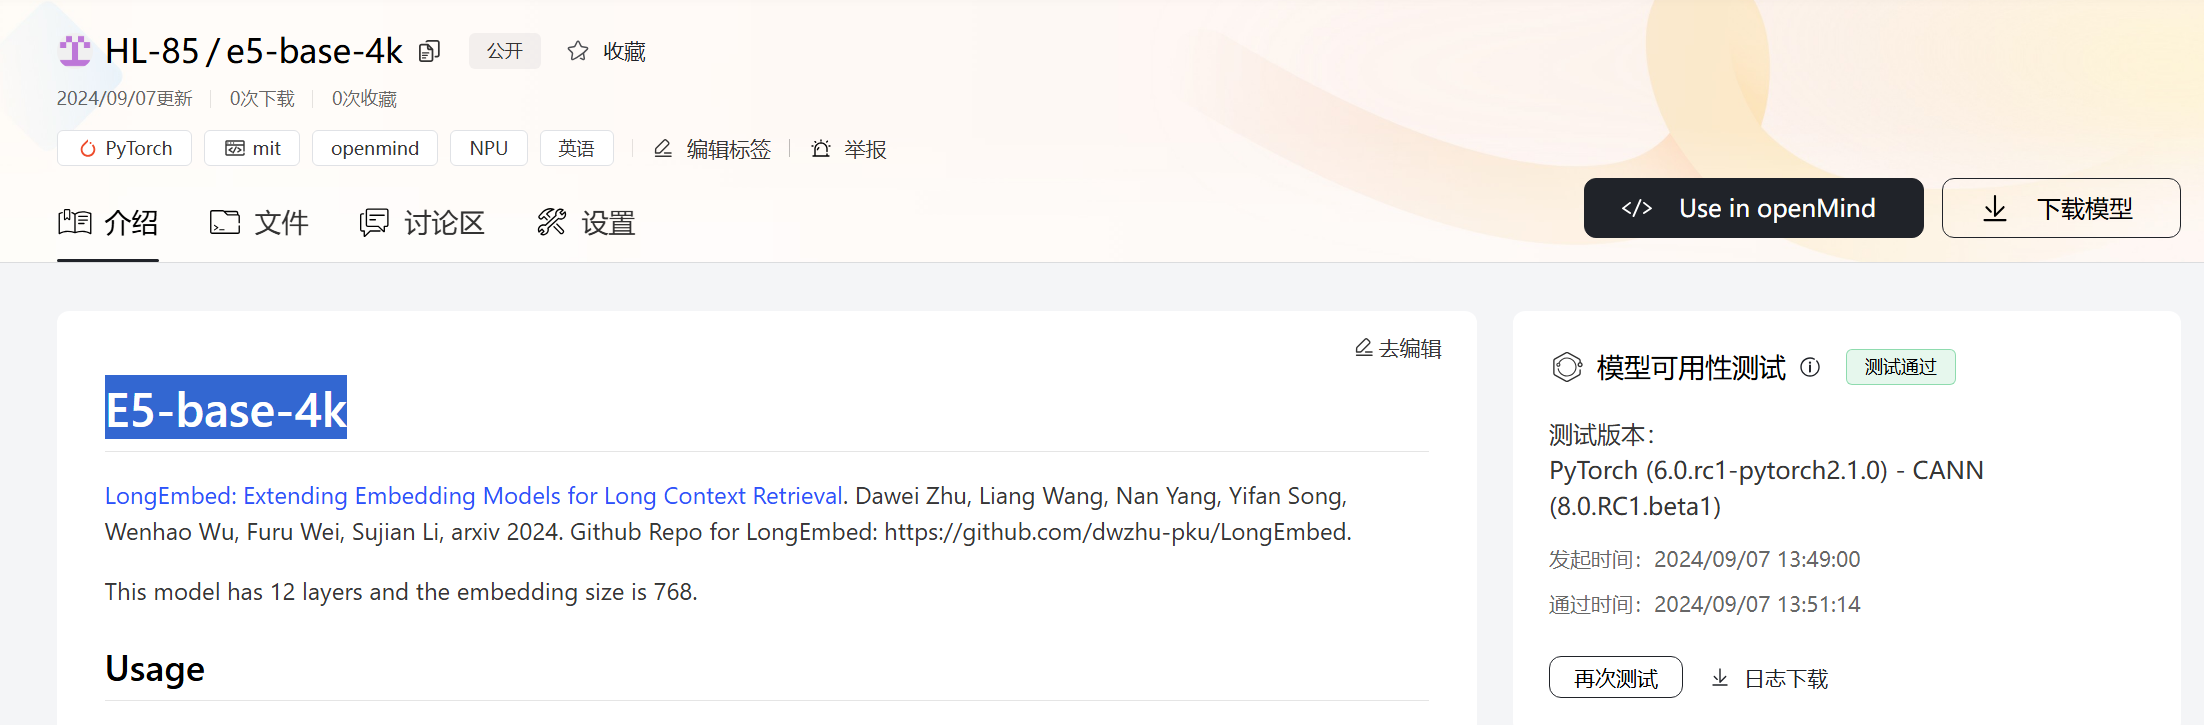 HL-85 / e5-base-4k 公开 收藏
2024/09/07更新 0次下载 0次收藏
PyTorch mit openmind NPU 英语 编辑标签 举报
介绍 文件 讨论区 设置
</> Use in openMind 下载模型
去编辑
E5-base-4k
LongEmbed: Extending Embedding Models for Long Context Retrieval. Dawei Zhu, Liang Wang, Nan Yang, Yifan Song,
Wenhao Wu, Furu Wei, Sujian Li, arxiv 2024. Github Repo for LongEmbed: https://github.com/dwzhu-pku/LongEmbed.
This model has 12 layers and the embedding size is 768.
Usage
模型可用性测试 测试通过
测试版本：
PyTorch (6.0.rc1-pytorch2.1.0) - CANN
(8.0.RC1.beta1)
发起时间：2024/09/07 13:49:00
通过时间：2024/09/07 13:51:14
再次测试 日志下载